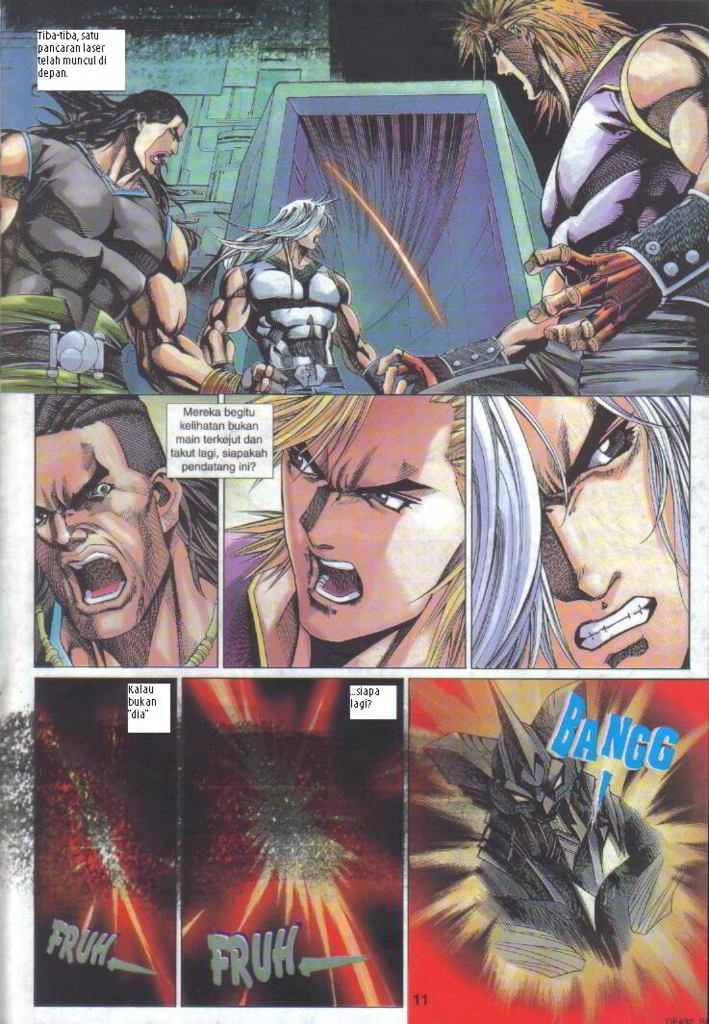 Tiba-tiba, satu
pancaran laser
telah muncul di
depan.
Mereka begitu
kelihatan bukan
main terkejut dan
takut lagi, siapakah
pendatang ini?
Kalau
bukan
"dia"
...siapa
lagi?
BANGG
!
FRUH
FRUH
11